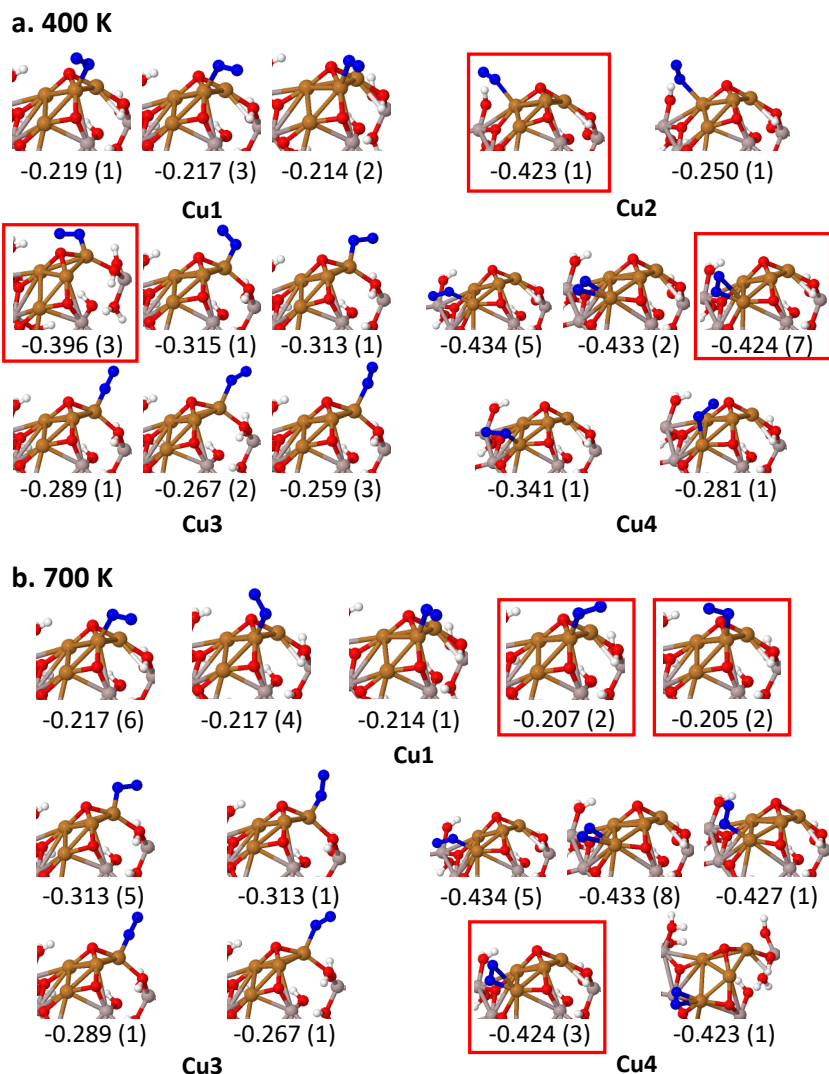 a. 400 K
-0.219 (1) -0.217 (3) -0.214 (2) -0.423 (1) -0.250 (1)
Cu1 Cu2
-0.396 (3) -0.315 (1) -0.313 (1) -0.434 (5) -0.433 (2) -0.424 (7)
-0.289 (1) -0.267 (2) -0.259 (3) -0.341 (1) -0.281 (1)
Cu3 Cu4
b. 700 K
-0.217 (6) -0.217 (4) -0.214 (1) -0.207 (2) -0.205 (2)
Cu1
-0.313 (5) -0.313 (1) -0.434 (5) -0.433 (8) -0.427 (1)
-0.289 (1) -0.267 (1) -0.424 (3) -0.423 (1)
Cu3 Cu4